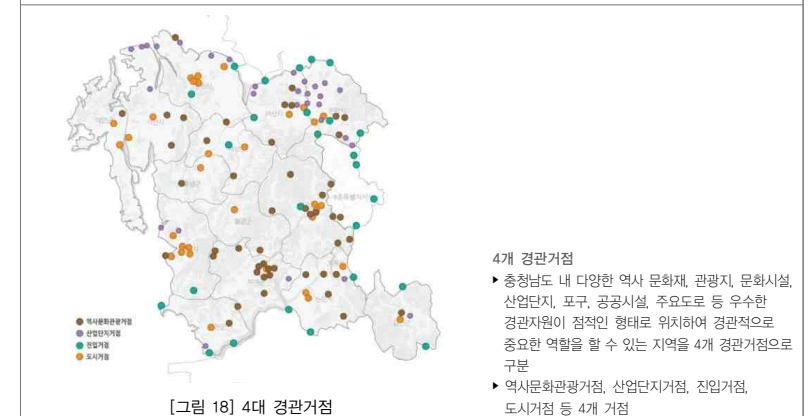 역사문화관광거점
산업단지거점
진입거점
도시거점
[그림 18] 4대 경관거점
4개 경관거점
▸ 충청남도 내 다양한 역사 문화재, 관광지, 문화시설,
산업단지, 포구, 공공시설, 주요도로 등 우수한
경관자원이 점적인 형태로 위치하여 경관적으로
중요한 역할을 할 수 있는 지역을 4개 경관거점으로
구분
▸ 역사문화관광거점, 산업단지거점, 진입거점,
도시거점 등 4개 거점